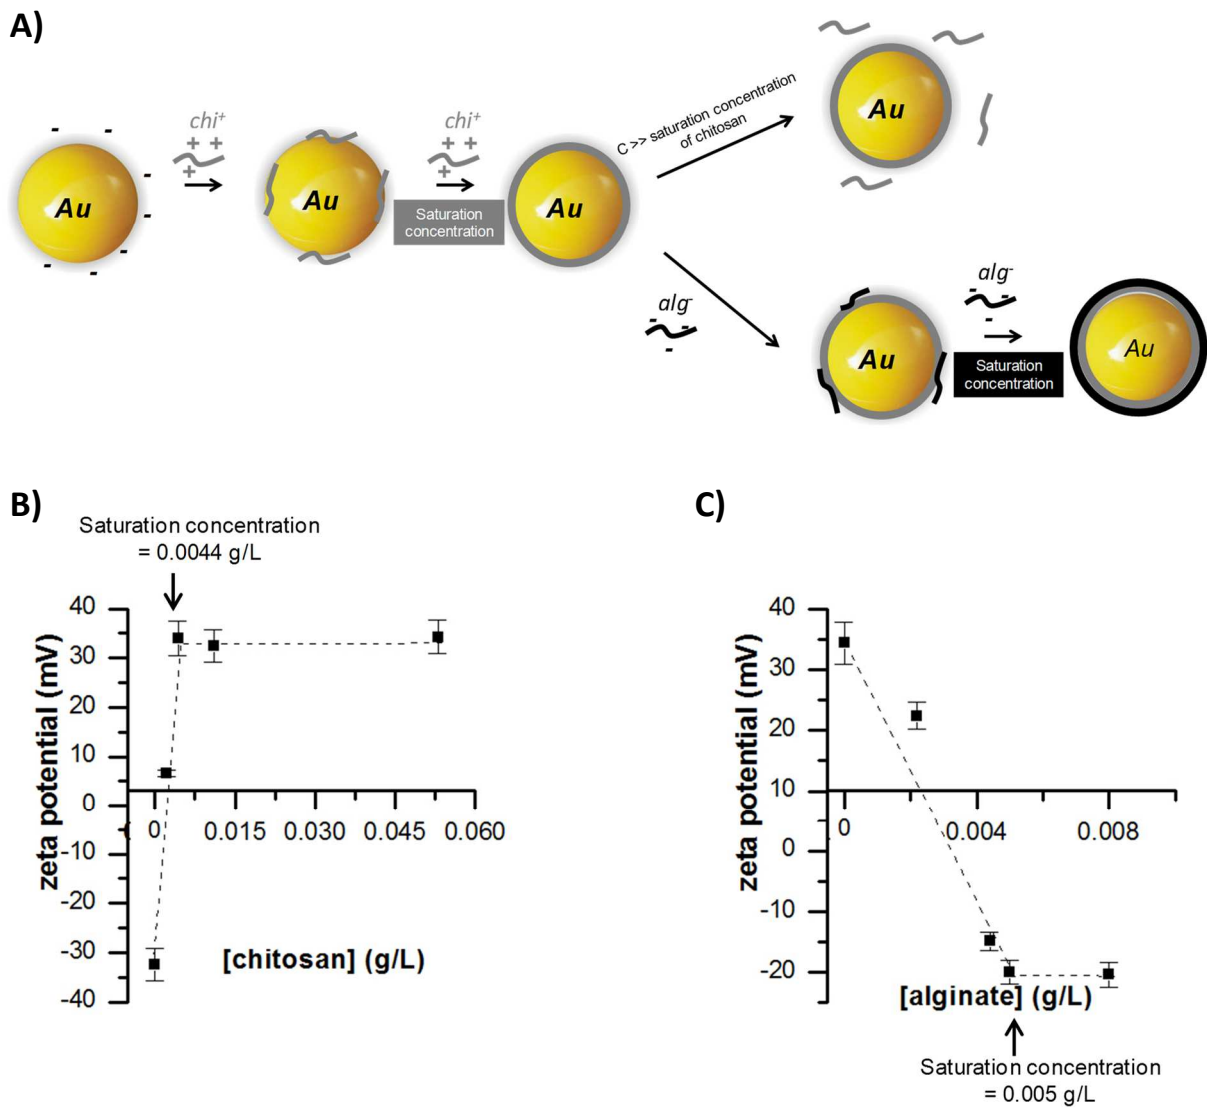 A)
chi⁺
+ +
+
Au
-
chi⁺
+ +
+
Au
Saturation
concentration
Au
C >> saturation concentration
of chitosan
Au
alg⁻
Au
alg⁻
Saturation
concentration
Au
B)
Saturation concentration
= 0.0044 g/L
zeta potential (mV)
40
30
20
10
0
-10
-20
-30
-40
0 0.015 0.030 0.045 0.060
[chitosan] (g/L)
C)
zeta potential (mV)
40
30
20
10
0
-10
-20
0 0.004 0.008
[alginate] (g/L)
Saturation concentration
= 0.005 g/L